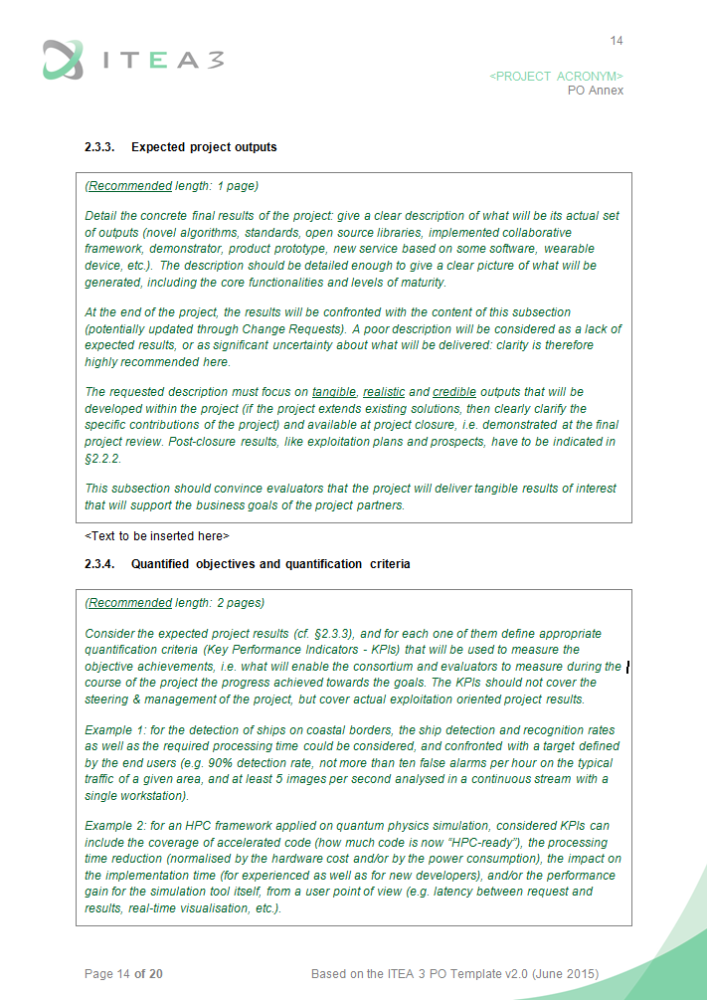 14
ITEA3
<PROJECT ACRONYM>
PO Annex
2.3.3. Expected project outputs
(Recommended length: 1 page)
Detail the concrete final results of the project: give a clear description of what will be its actual set
of outputs (novel algorithms, standards, open source libraries, implemented collaborative
framework, demonstrator, product prototype, new service based on some software, wearable
device, etc.). The description should be detailed enough to give a clear picture of what will be
generated, including the core functionalities and levels of maturity.
At the end of the project, the results will be confronted with the content of this subsection
(potentially updated through Change Requests). A poor description will be considered as a lack of
expected results, or as significant uncertainty about what will be delivered: clarity is therefore
highly recommended here.
The requested description must focus on tangible, realistic and credible outputs that will be
developed within the project (if the project extends existing solutions, then clearly clarify the
specific contributions of the project) and available at project closure, i.e. demonstrated at the final
project review. Post-closure results, like exploitation plans and prospects, have to be indicated in
§2.2.2.
This subsection should convince evaluators that the project will deliver tangible results of interest
that will support the business goals of the project partners.
<Text to be inserted here>
2.3.4. Quantified objectives and quantification criteria
(Recommended length: 2 pages)
Consider the expected project results (cf. §2.3.3), and for each one of them define appropriate
quantification criteria (Key Performance Indicators - KPIs) that will be used to measure the
objective achievements, i.e. what will enable the consortium and evaluators to measure during the
course of the project the progress achieved towards the goals. The KPIs should not cover the
steering & management of the project, but cover actual exploitation oriented project results.
Example 1: for the detection of ships on coastal borders, the ship detection and recognition rates
as well as the required processing time could be considered, and confronted with a target defined
by the end users (e.g. 90% detection rate, not more than ten false alarms per hour on the typical
traffic of a given area, and at least 5 images per second analysed in a continuous stream with a
single workstation).
Example 2: for an HPC framework applied on quantum physics simulation, considered KPIs can
include the coverage of accelerated code (how much code is now “HPC-ready”), the processing
time reduction (normalised by the hardware cost and/or by the power consumption), the impact on
the implementation time (for experienced as well as for new developers), and/or the performance
gain for the simulation tool itself, from a user point of view (e.g. latency between request and
results, real-time visualisation, etc.).
Page 14 of 20 Based on the ITEA 3 PO Template v2.0 (June 2015)